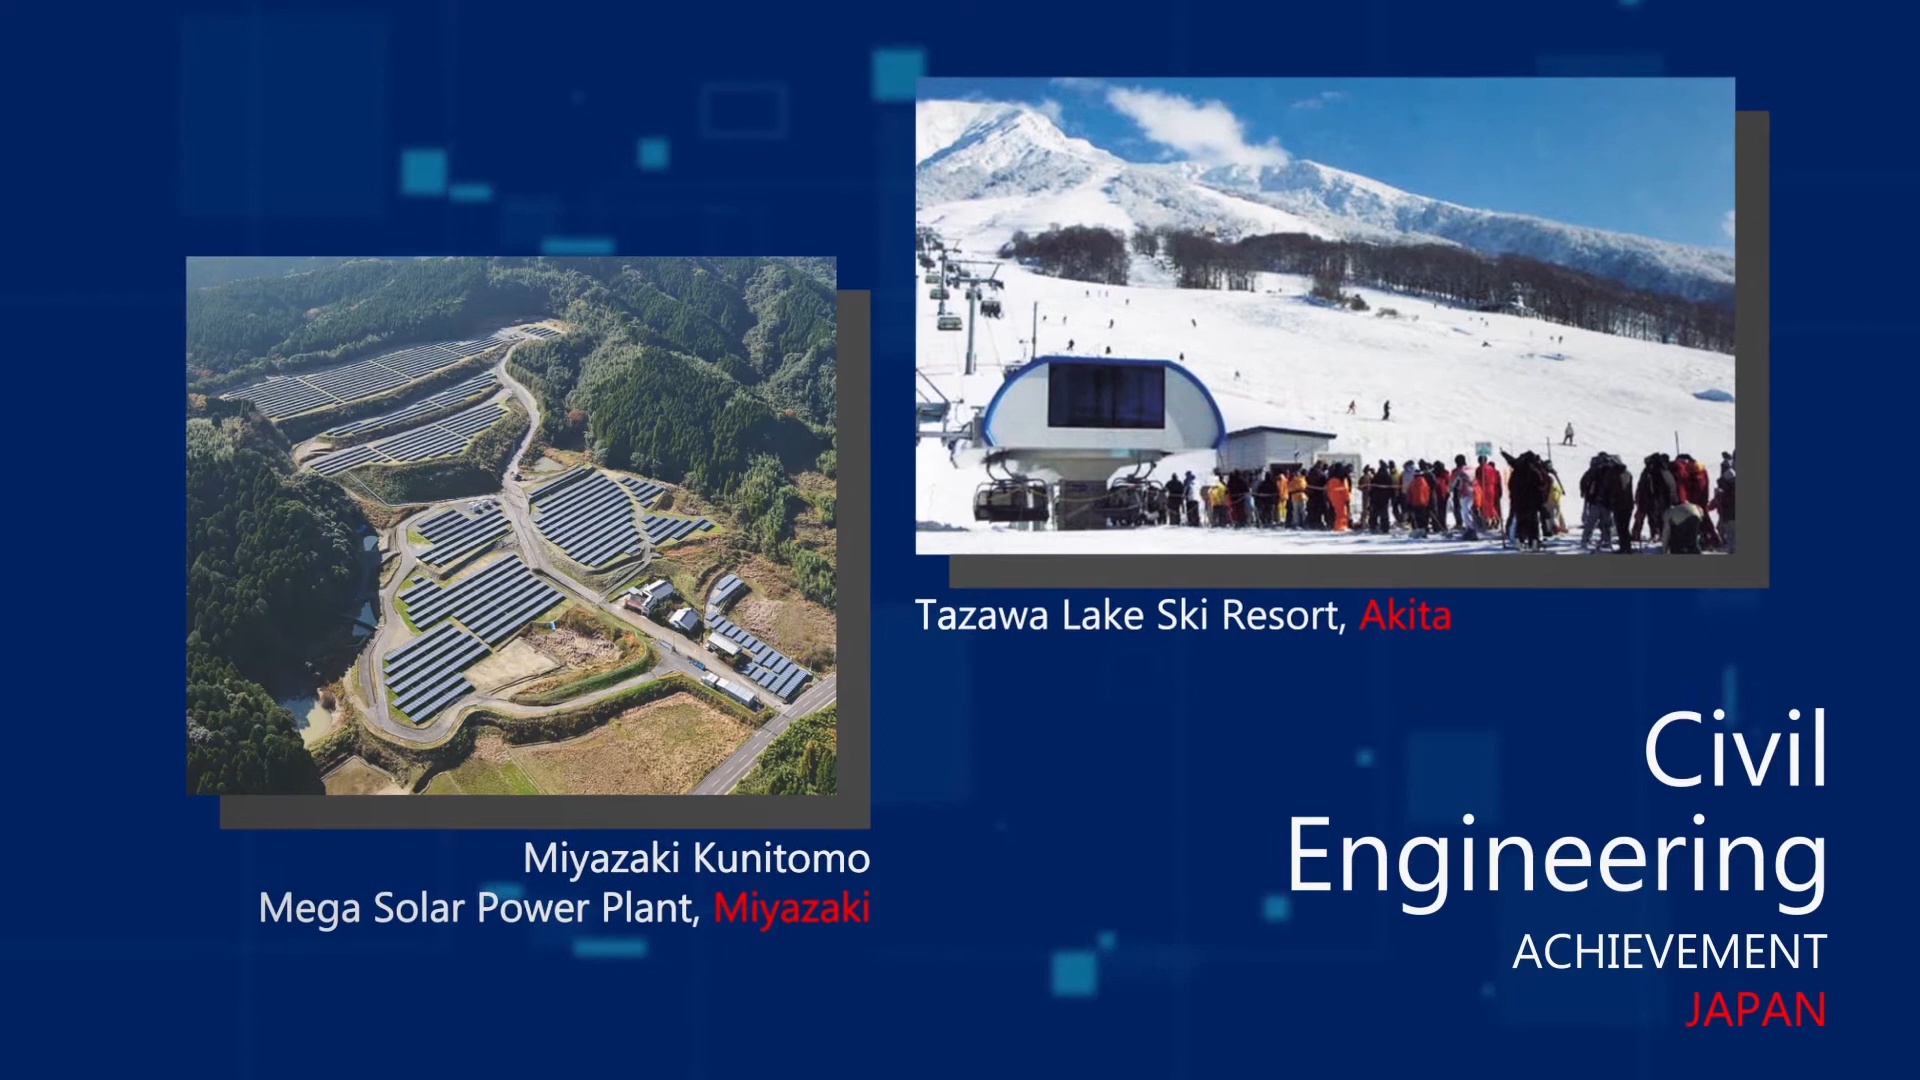 Tazawa Lake Ski Resort, Akita
Miyazaki Kunitomo
Mega Solar Power Plant, Miyazaki
Civil
Engineering
ACHIEVEMENT
JAPAN